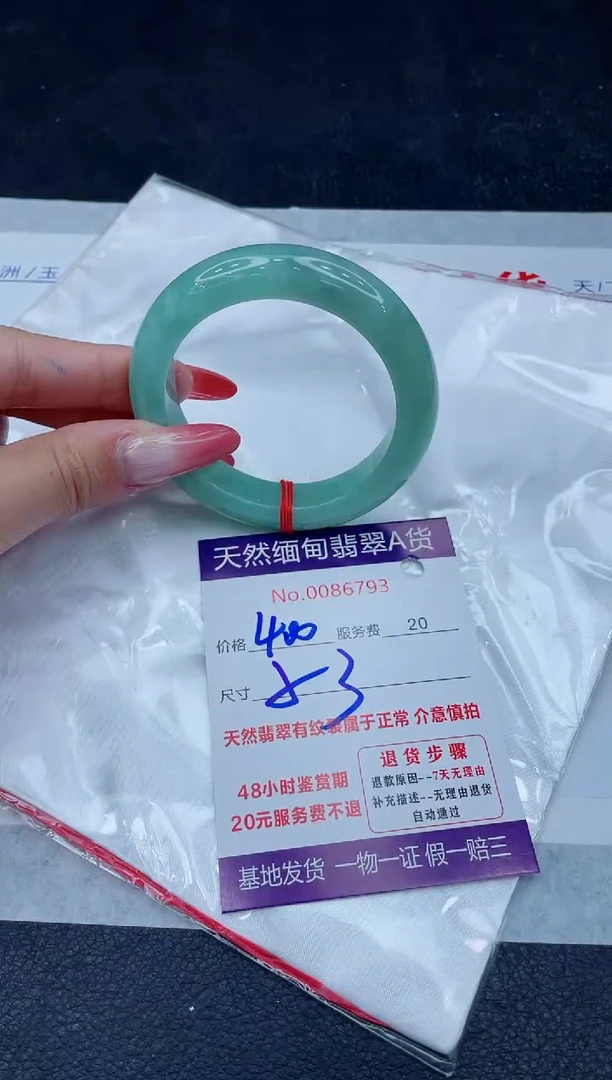 洲/玉
天门
天然缅甸翡翠A货
No.0086793
价格 400 服务费 20
尺寸 53
天然翡翠有纹裂属于正常 介意慎拍
48小时鉴赏期
20元服务费不退
退货步骤
退款原因--7天无理由
补充描述--无理由退货
自动通过
基地发货 一物一证 假一赔三